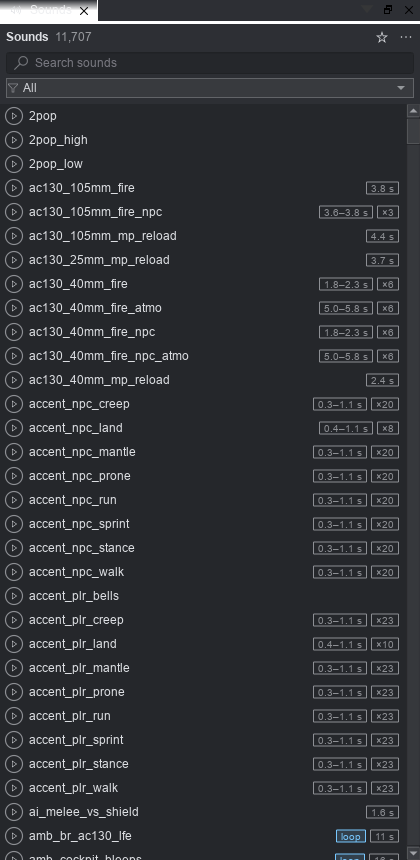 Sounds
Sounds 11,707
Search sounds
All
2pop
2pop_high
2pop_low
ac130_105mm_fire 3.8 s
ac130_105mm_fire_npc 3.6–3.8 s ×3
ac130_105mm_mp_reload 4.4 s
ac130_25mm_mp_reload 3.7 s
ac130_40mm_fire 1.8–2.3 s ×6
ac130_40mm_fire_atmo 5.0–5.8 s ×6
ac130_40mm_fire_npc 1.8–2.3 s ×6
ac130_40mm_fire_npc_atmo 5.0–5.8 s ×6
ac130_40mm_mp_reload 2.4 s
accent_npc_creep 0.3–1.1 s ×20
accent_npc_land 0.4–1.1 s ×8
accent_npc_mantle 0.3–1.1 s ×20
accent_npc_prone 0.3–1.1 s ×20
accent_npc_run 0.3–1.1 s ×20
accent_npc_sprint 0.3–1.1 s ×20
accent_npc_stance 0.3–1.1 s ×20
accent_npc_walk 0.3–1.1 s ×20
accent_plr_bells
accent_plr_creep 0.3–1.1 s ×23
accent_plr_land 0.4–1.1 s ×10
accent_plr_mantle 0.3–1.1 s ×23
accent_plr_prone 0.3–1.1 s ×23
accent_plr_run 0.3–1.1 s ×23
accent_plr_sprint 0.3–1.1 s ×23
accent_plr_stance 0.3–1.1 s ×23
accent_plr_walk 0.3–1.1 s ×23
ai_melee_vs_shield 1.6 s
amb_br_ac130_lfe loop 11 s
amb_cockpit_bleeps loop 16 s